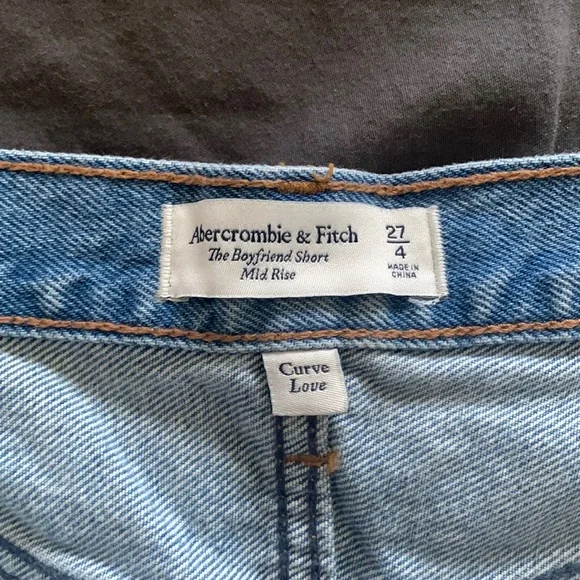 Abercrombie & Fitch
The Boyfriend Short
Mid Rise
27
4
MADE IN
CHINA
Curve
Love